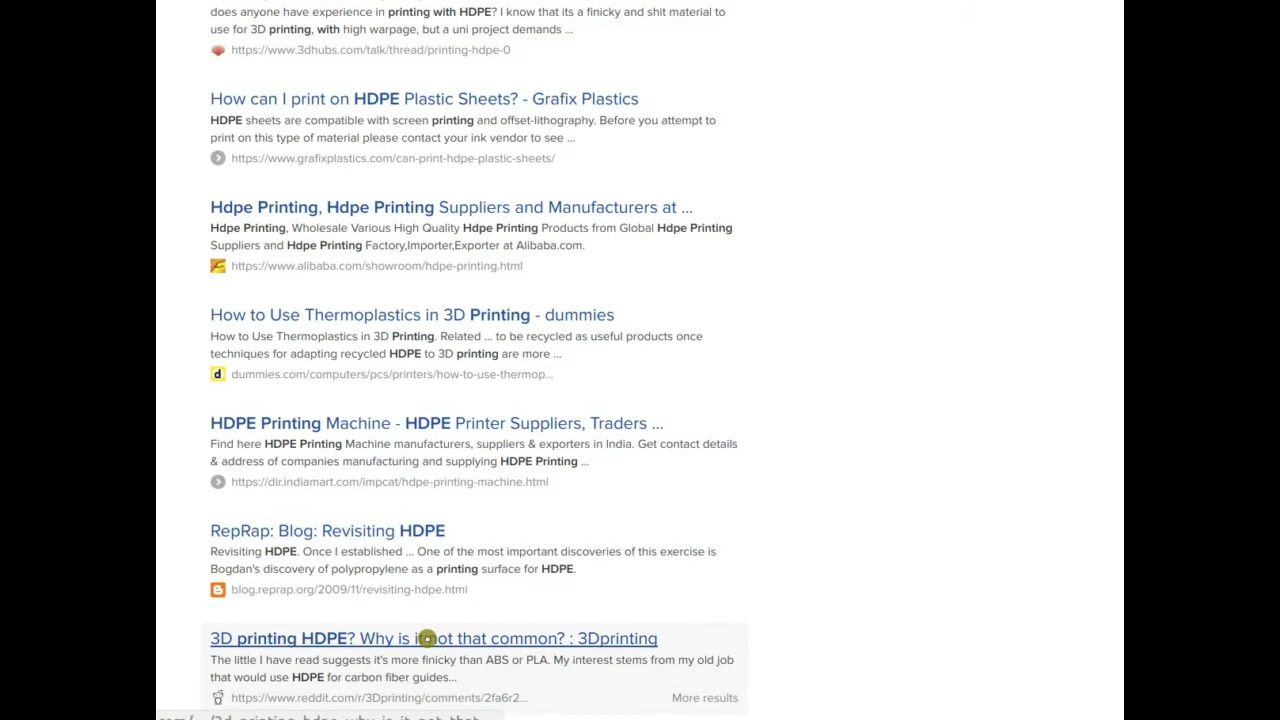 does anyone have experience in printing with HDPE? I know that its a finicky and shit material to
use for 3D printing, with high warpage, but a uni project demands ...
https://www.3dhubs.com/talk/thread/printing-hdpe-0
How can I print on HDPE Plastic Sheets? - Grafix Plastics
HDPE sheets are compatible with screen printing and offset-lithography. Before you attempt to
print on this type of material please contact your ink vendor to see ...
https://www.grafixplastics.com/can-print-hdpe-plastic-sheets/
Hdpe Printing, Hdpe Printing Suppliers and Manufacturers at ...
Hdpe Printing, Wholesale Various High Quality Hdpe Printing Products from Global Hdpe Printing
Suppliers and Hdpe Printing Factory,Importer,Exporter at Alibaba.com.
https://www.alibaba.com/showroom/hdpe-printing.html
How to Use Thermoplastics in 3D Printing - dummies
How to Use Thermoplastics in 3D Printing. Related ... to be recycled as useful products once
techniques for adapting recycled HDPE to 3D printing are more ...
d dummies.com/computers/pcs/printers/how-to-use-thermop...
HDPE Printing Machine - HDPE Printer Suppliers, Traders ...
Find here HDPE Printing Machine manufacturers, suppliers & exporters in India. Get contact details
& address of companies manufacturing and supplying HDPE Printing ...
https://dir.indiamart.com/impcat/hdpe-printing-machine.html
RepRap: Blog: Revisiting HDPE
Revisiting HDPE. Once I established ... One of the most important discoveries of this exercise is
Bogdan's discovery of polypropylene as a printing surface for HDPE.
blog.reprap.org/2009/11/revisiting-hdpe.html
3D printing HDPE? Why is it not that common? : 3Dprinting
The little I have read suggests it's more finicky than ABS or PLA. My interest stems from my old job
that would use HDPE for carbon fiber guides...
https://www.reddit.com/r/3Dprinting/comments/2fa6r2... More results